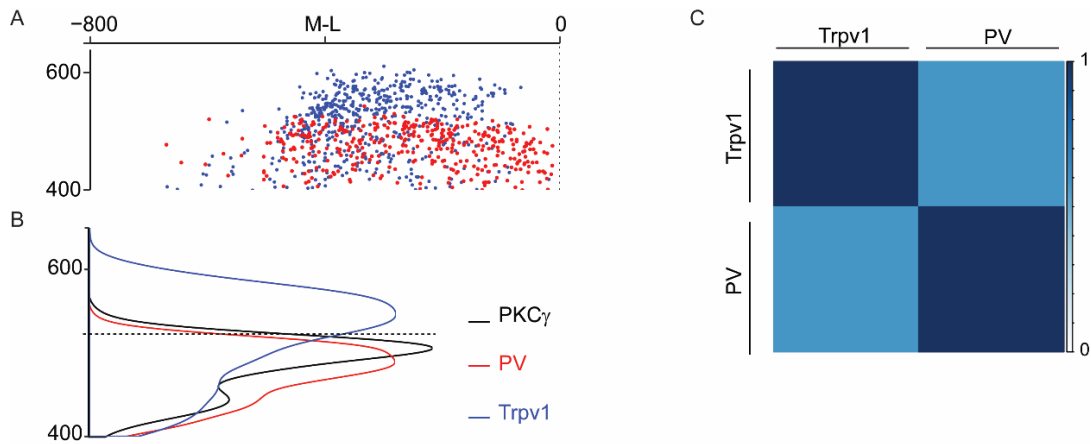 A
−800 M-L 0
600
400
B
600
400
PKCγ
PV
Trpv1
C
Trpv1 PV
Trpv1
PV
1
0